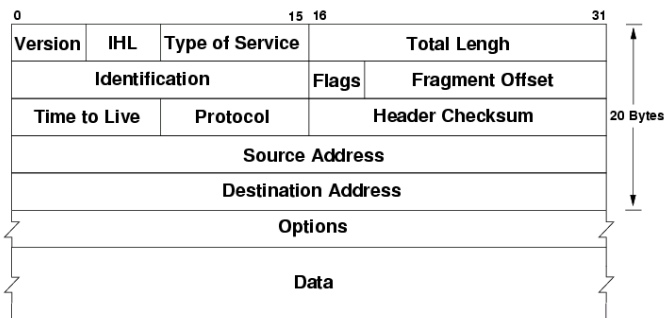 0 15 16 31
Version IHL Type of Service Total Lengh
Identification Flags Fragment Offset
Time to Live Protocol Header Checksum 20 Bytes
Source Address
Destination Address
Options
Data